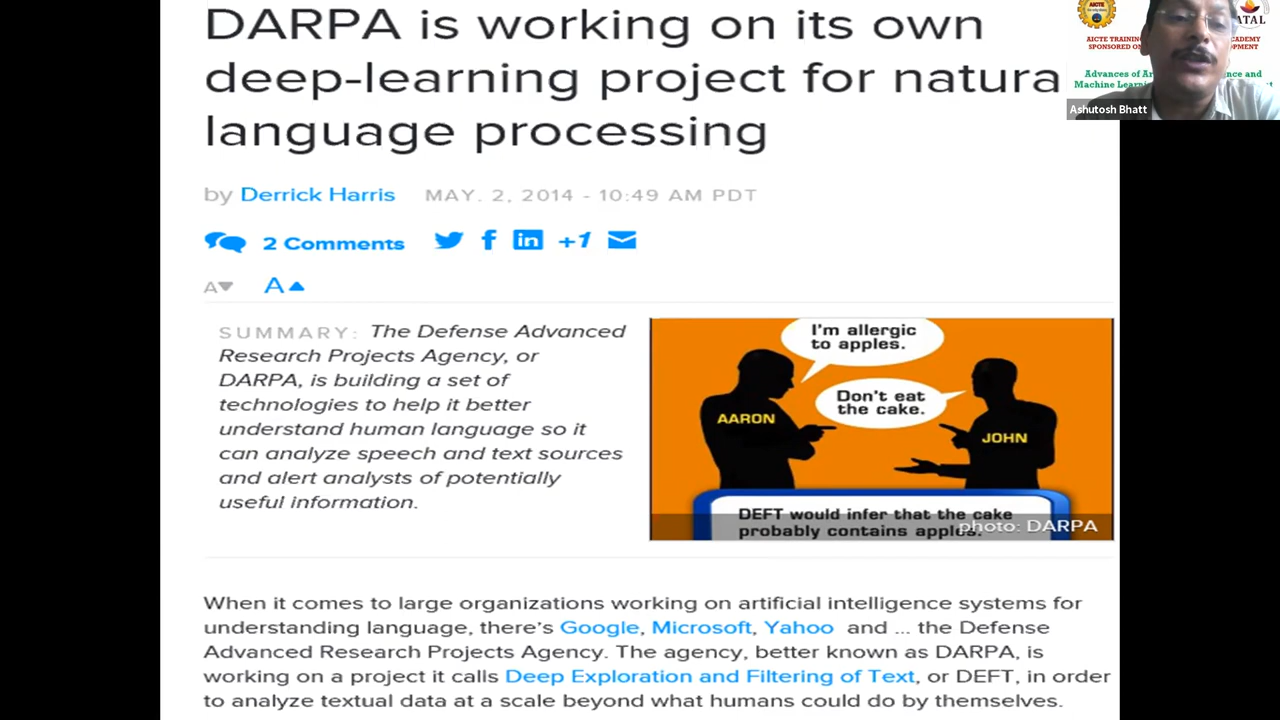 DARPA is working on its own
deep-learning project for natura
language processing
by Derrick Harris MAY. 2, 2014 - 10:49 AM PDT
2 Comments +1
A A
SUMMARY: The Defense Advanced
Research Projects Agency, or
DARPA, is building a set of
technologies to help it better
understand human language so it
can analyze speech and text sources
and alert analysts of potentially
useful information.
I'm allergic
to apples.
Don't eat
the cake.
AARON
JOHN
DEFT would infer that the cake
probably contains apples.
photo: DARPA
When it comes to large organizations working on artificial intelligence systems for
understanding language, there's Google, Microsoft, Yahoo and ... the Defense
Advanced Research Projects Agency. The agency, better known as DARPA, is
working on a project it calls Deep Exploration and Filtering of Text, or DEFT, in order
to analyze textual data at a scale beyond what humans could do by themselves.
AICTE
AICTE TRAINING
SPONSORED
Advances of
Machine
Ashutosh Bhatt